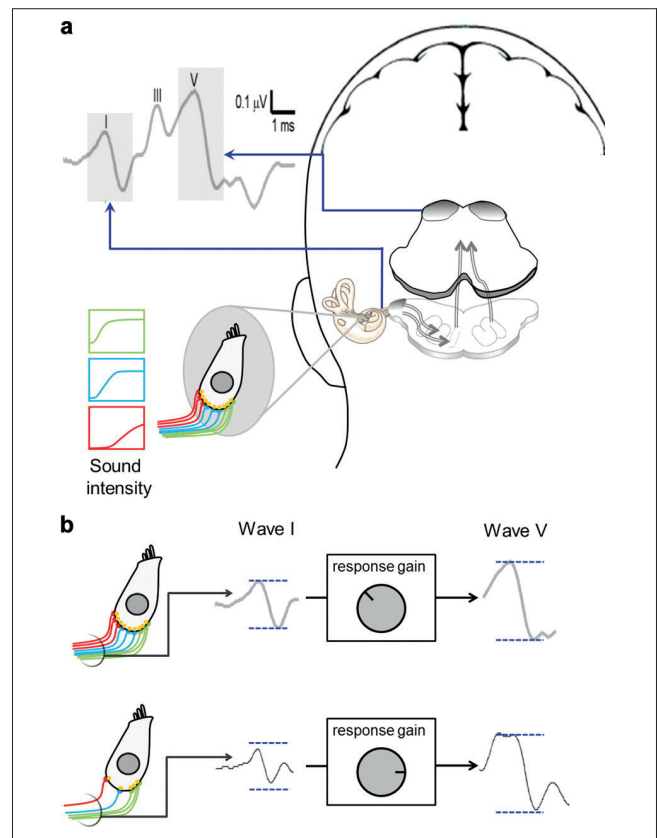 a
I
III
V
0.1 μV
1 ms
Sound
intensity
b
Wave I
Wave V
response gain
response gain